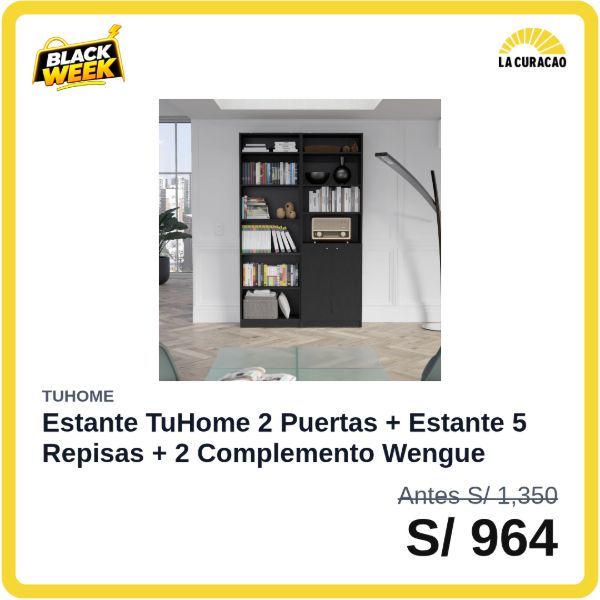 BLACK
WEEK
LA CURACAO
TUHOME
Estante TuHome 2 Puertas + Estante 5
Repisas + 2 Complemento Wengue
Antes S/ 1,350
S/ 964